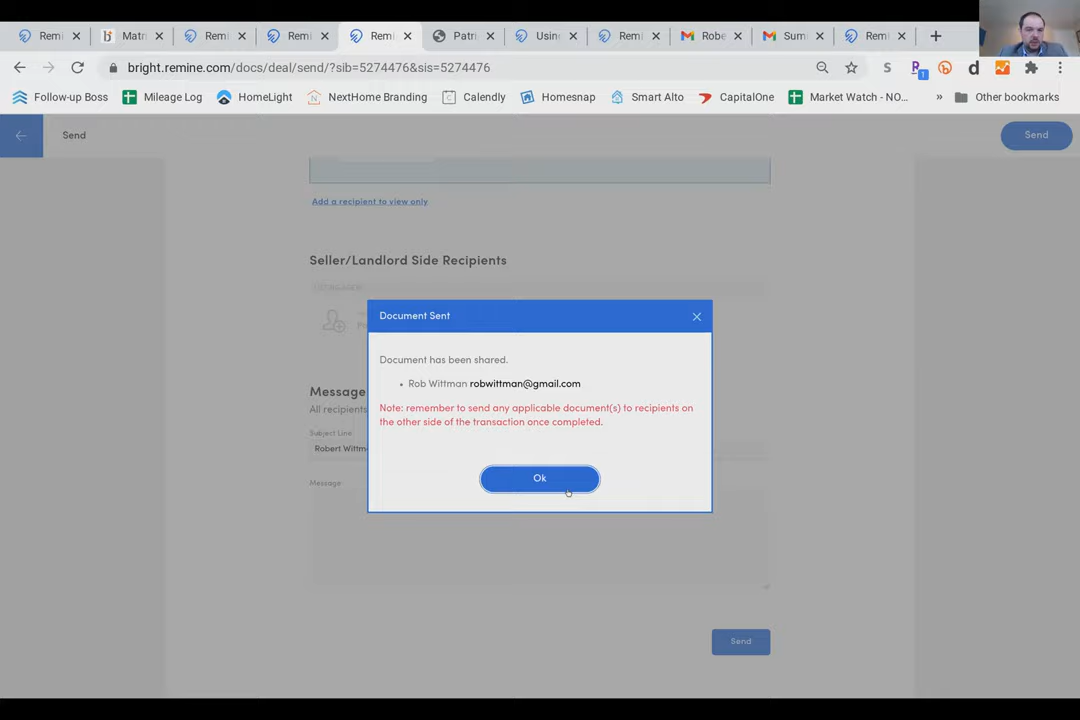 Remi
Matri
Remi
Remi
Remi
Patri
Using
Remi
Robe
Sumi
Remi
bright.remine.com/docs/deal/send/?sib=5274476&sis=5274476
S
d
1
Follow-up Boss
Mileage Log
HomeLight
NextHome Branding
Calendly
Homesnap
Smart Alto
CapitalOne
Market Watch - NO...
»
Other bookmarks
Send
Send
Add a recipient to view only
Seller/Landlord Side Recipients
Document Sent
Document has been shared.
• Rob Wittman robwittman@gmail.com
Note: remember to send any applicable document(s) to recipients on
the other side of the transaction once completed.
Ok
Message
All recipients
Subject Line:
Robert Wittm
Message:
Send